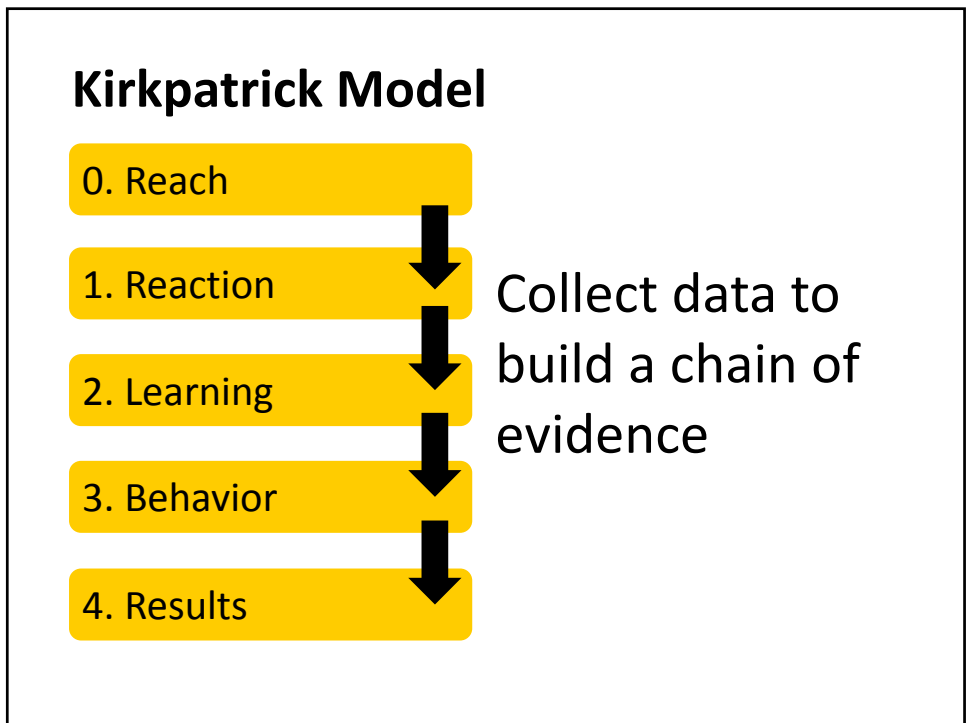 Kirkpatrick Model
0. Reach
1. Reaction
2. Learning
3. Behavior
4. Results
Collect data to
build a chain of
evidence